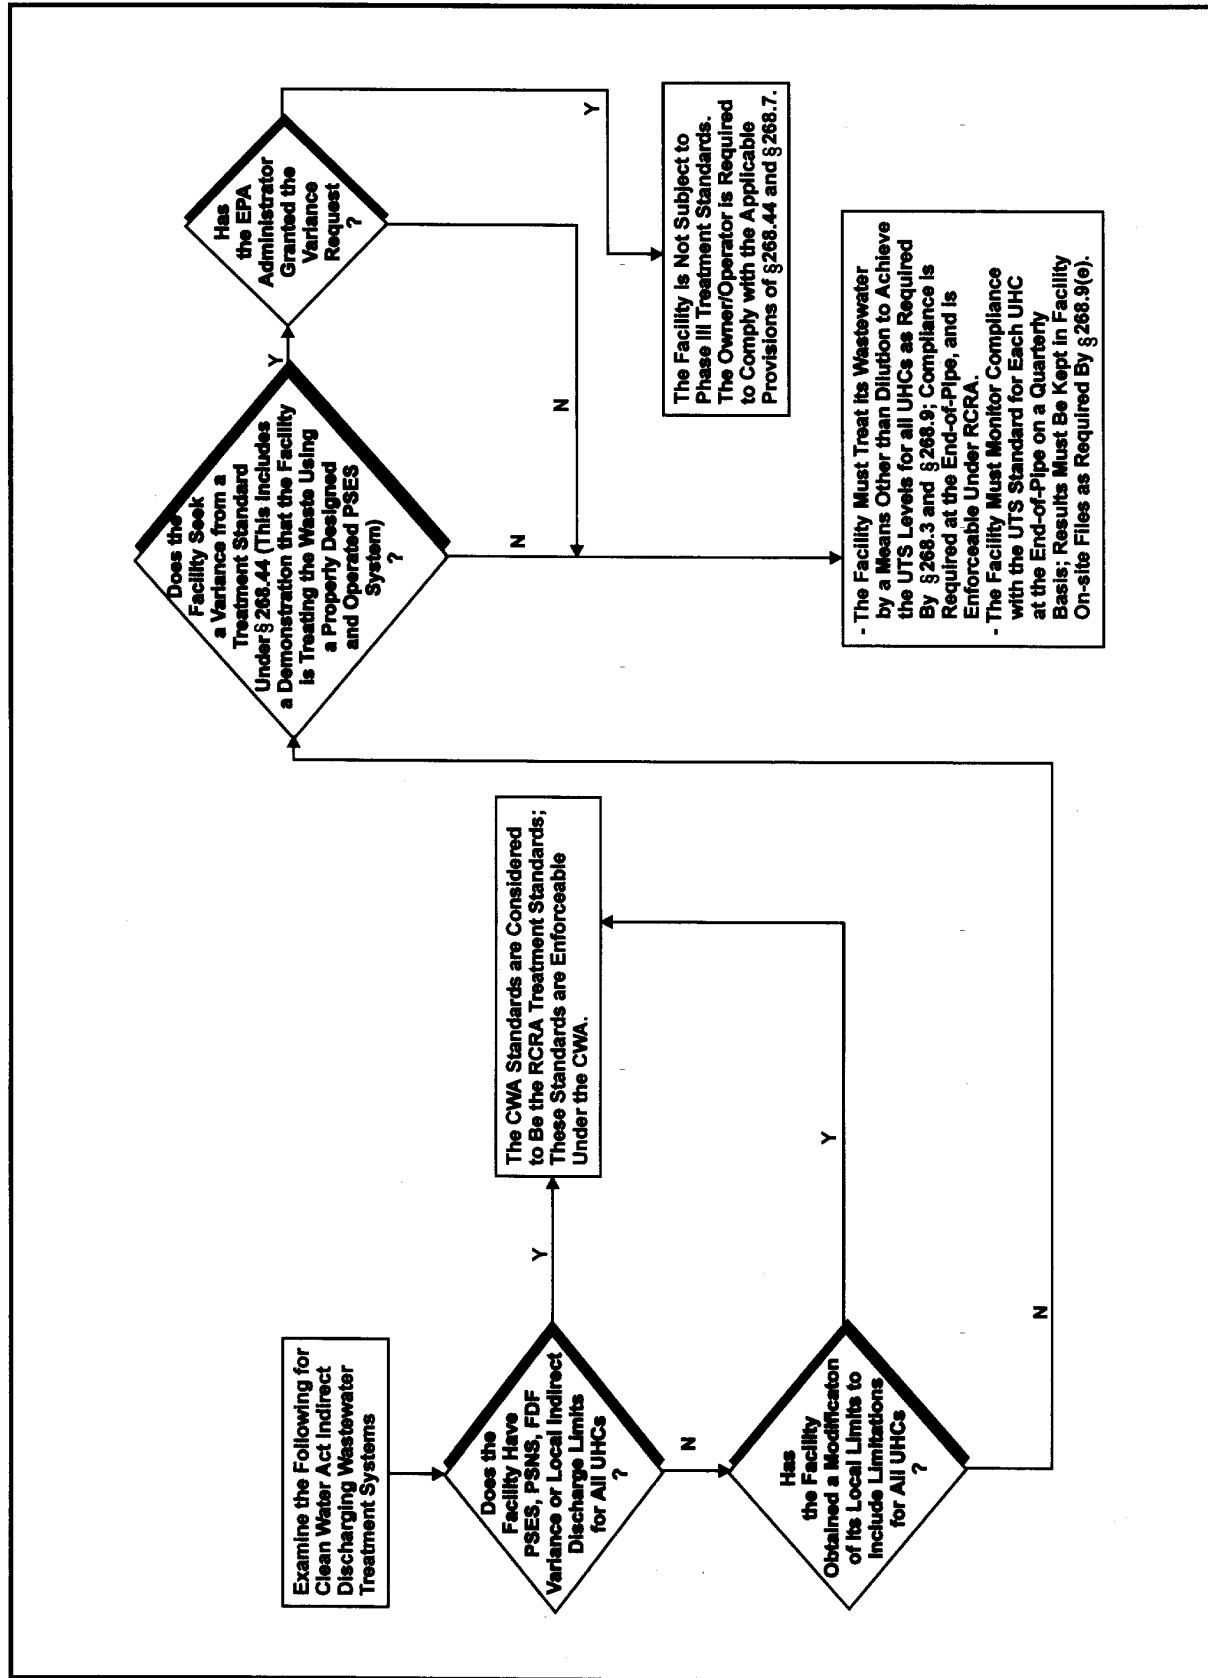 Examine the Following for
Clean Water Act Indirect
Discharging Wastewater
Treatment Systems
Does the
Facility Have
PSES, PSNS, FDF
Variance or Local Indirect
Discharge Limits
for All UHCs
?
Y
N
The CWA Standards are Considered
to Be the RCRA Treatment Standards;
These Standards are Enforceable
Under the CWA.
Has
the Facility
Obtained a Modificaton
of Its Local Limits to
Include Limitations
for All UHCs
?
Y
N
Does the
Facility Seek
a Variance from a
Treatment Standard
Under § 268.44 (This Includes
a Demonstration that the Facility
is Treating the Waste Using
a Properly Designed
and Operated PSES
System)
?
Y
N
Has
the EPA
Administrator
Granted the
Variance
Request
?
Y
N
The Facility is Not Subject to
Phase III Treatment Standards.
The Owner/Operator is Required
to Comply with the Applicable
Provisions of §268.44 and §268.7.
- The Facility Must Treat its Wastewater
by a Means Other than Dilution to Achieve
the UTS Levels for all UHCs as Required
By §268.3 and §268.9; Compliance is
Required at the End-of-Pipe, and is
Enforceable Under RCRA.
- The Facility Must Monitor Compliance
with the UTS Standard for Each UHC
at the End-of-Pipe on a Quarterly
Basis; Results Must Be Kept in Facility
On-site Files as Required By §268.9(e).